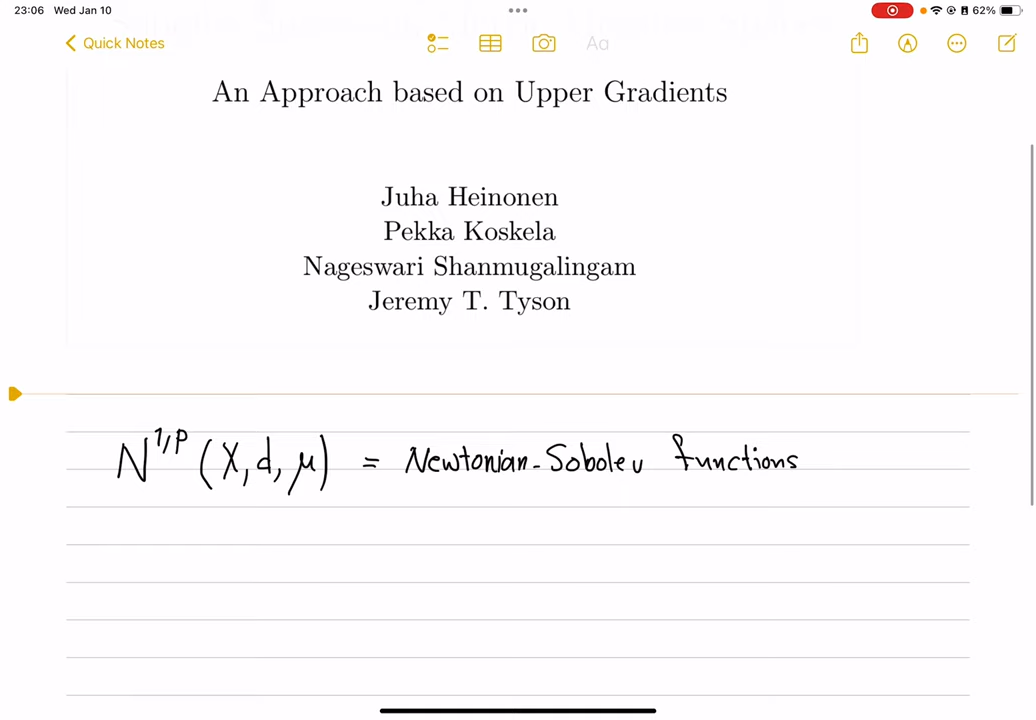 23:06 Wed Jan 10
62%
Quick Notes
Aa
An Approach based on Upper Gradients
Juha Heinonen
Pekka Koskela
Nageswari Shanmugalingam
Jeremy T. Tyson
N^{1,p} (X, d, μ) = Newtonian-Sobolev functions